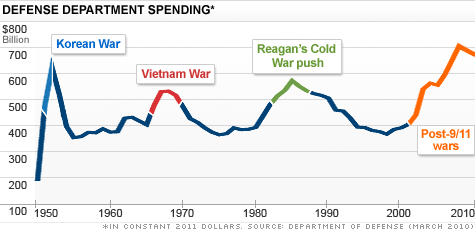 DEFENSE DEPARTMENT SPENDING*
$800
Billion
700
600
500
400
300
200
100
Korean War
Vietnam War
Reagan's Cold
War push
Post-9/11
wars
1950
1960
1970
1980
1990
2000
2010
*IN CONSTANT 2011 DOLLARS. SOURCE: DEPARTMENT OF DEFENSE (MARCH 2010)